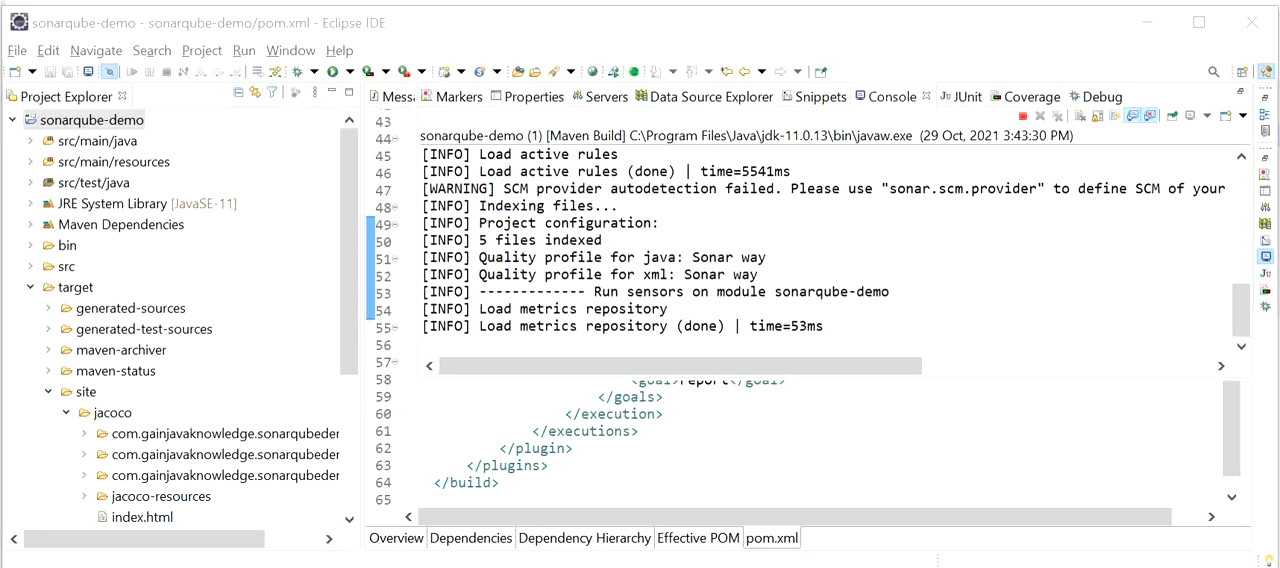 sonarqube-demo - sonarqube-demo/pom.xml - Eclipse IDE
File Edit Navigate Search Project Run Window Help
Project Explorer
sonarqube-demo
src/main/java
src/main/resources
src/test/java
JRE System Library [JavaSE-11]
Maven Dependencies
bin
src
target
generated-sources
generated-test-sources
maven-archiver
maven-status
site
jacoco
com.gainjavaknowledge.sonarqubeder
com.gainjavaknowledge.sonarqubeder
com.gainjavaknowledge.sonarqubeder
jacoco-resources
index.html
Messa Markers Properties Servers Data Source Explorer Snippets Console JUnit Coverage Debug
sonarqube-demo (1) [Maven Build] C:\Program Files\Java\jdk-11.0.13\bin\javaw.exe (29 Oct, 2021 3:43:30 PM)
43
44
45 [INFO] Load active rules
46 [INFO] Load active rules (done) | time=5541ms
47 [WARNING] SCM provider autodetection failed. Please use "sonar.scm.provider" to define SCM of your
48 [INFO] Indexing files...
49 [INFO] Project configuration:
50 [INFO] 5 files indexed
51 [INFO] Quality profile for java: Sonar way
52 [INFO] Quality profile for xml: Sonar way
53 [INFO] ------------- Run sensors on module sonarqube-demo
54 [INFO] Load metrics repository
55 [INFO] Load metrics repository (done) | time=53ms
56
57
58 <goal>report</goal>
59 </goals>
60 </execution>
61 </executions>
62 </plugin>
63 </plugins>
64 </build>
65
Overview Dependencies Dependency Hierarchy Effective POM pom.xml